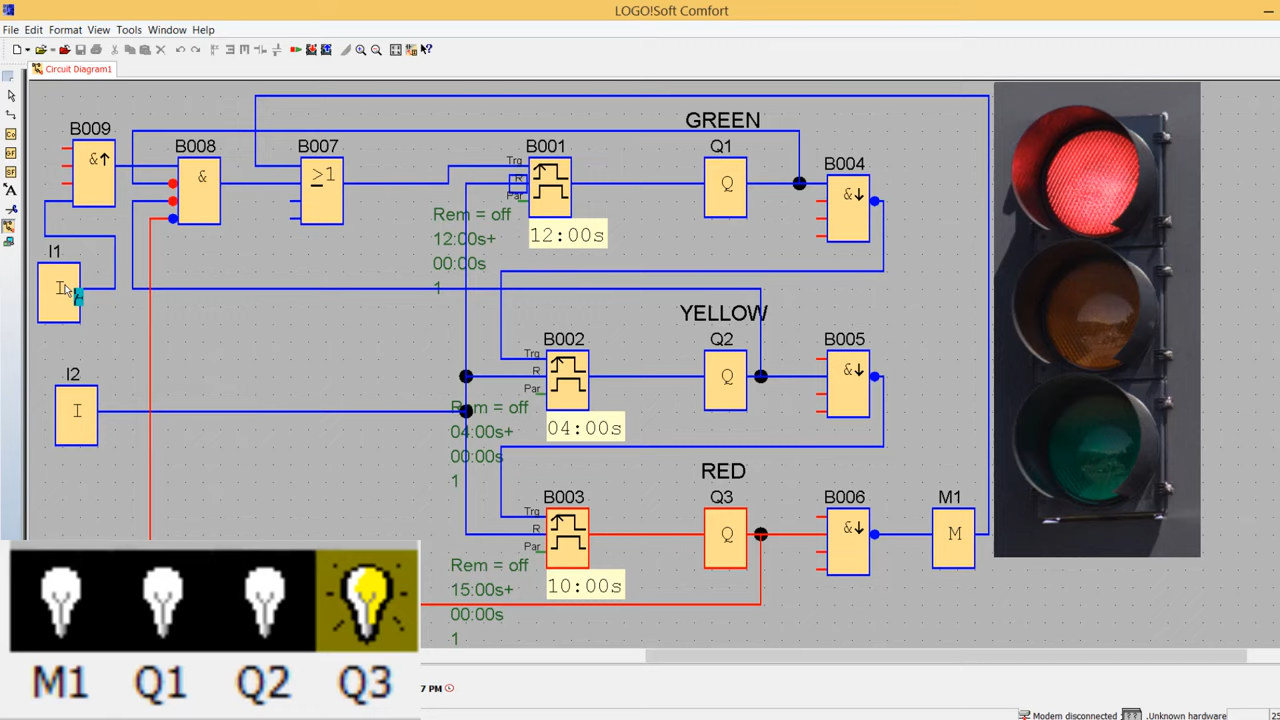 LOGO!Soft Comfort
File Edit Format View Tools Window Help
Circuit Diagram1
B009
&↑
B008
&
B007
>1
B001
Trg
R
Par
Rem = off
12:00s+
00:00s
1
12:00s
GREEN
Q1
Q
B004
&↓
I1
I
I2
I
YELLOW
B002
Trg
R
Par
Rem = off
04:00s+
00:00s
1
04:00s
Q2
Q
B005
&↓
RED
B003
Trg
R
Par
Rem = off
15:00s+
00:00s
1
10:00s
Q3
Q
B006
&↓
M1
M
M1 Q1 Q2 Q3
7 PM
Modem disconnected
.Unknown hardware